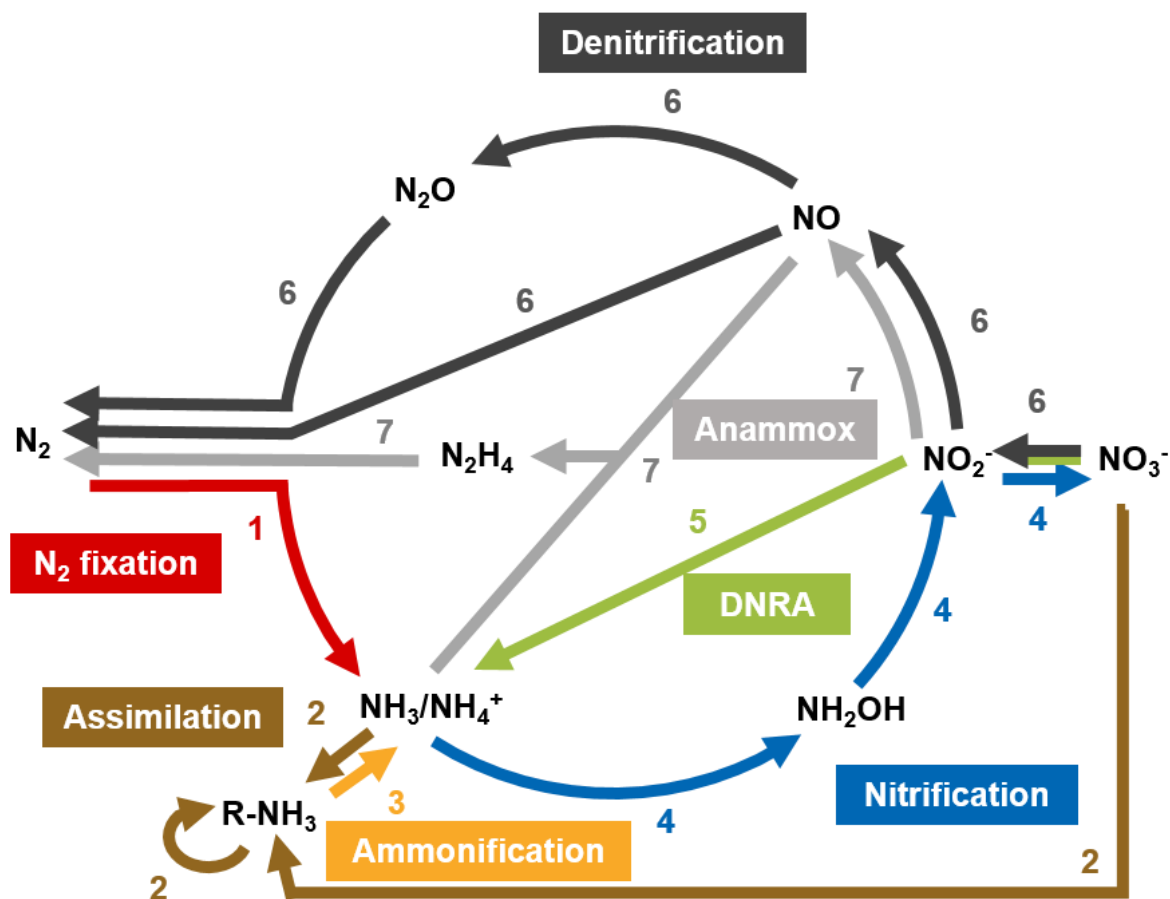 Denitrification
6
N₂O
NO
6
6
6
7
6
N₂
7
N₂H₄
Anammox
7
NO₂⁻
NO₃⁻
4
1
5
N₂ fixation
DNRA
4
Assimilation
2
NH₃/NH₄⁺
NH₂OH
R-NH₃
3
4
Nitrification
Ammonification
2
2